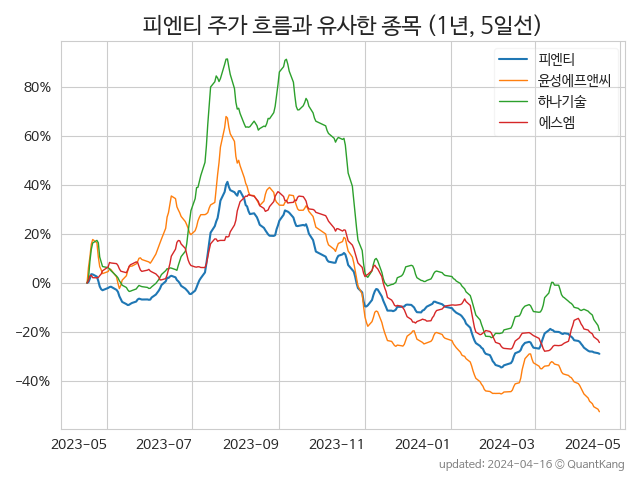 피엔티 주가 흐름과 유사한 종목 (1년, 5일선)
피엔티
윤성에프앤씨
하나기술
에스엠
80%
60%
40%
20%
0%
−20%
−40%
2023-05 2023-07 2023-09 2023-11 2024-01 2024-03 2024-05
updated: 2024-04-16 © QuantKang